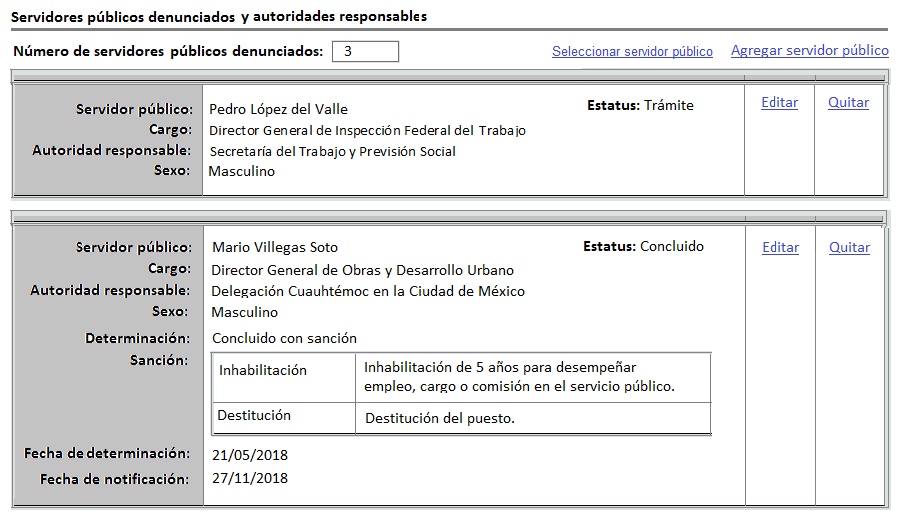 Servidores públicos denunciados y autoridades responsables
Número de servidores públicos denunciados: 3 Seleccionar servidor público Agregar servidor público
Servidor público: Pedro López del Valle Estatus: Trámite Editar Quitar
Cargo: Director General de Inspección Federal del Trabajo
Autoridad responsable: Secretaría del Trabajo y Previsión Social
Sexo: Masculino
Servidor público: Mario Villegas Soto Estatus: Concluido Editar Quitar
Cargo: Director General de Obras y Desarrollo Urbano
Autoridad responsable: Delegación Cuauhtémoc en la Ciudad de México
Sexo: Masculino
Determinación: Concluido con sanción
Sanción:
Inhabilitación Inhabilitación de 5 años para desempeñar
empleo, cargo o comisión en el servicio público.
Destitución Destitución del puesto.
Fecha de determinación: 21/05/2018
Fecha de notificación: 27/11/2018